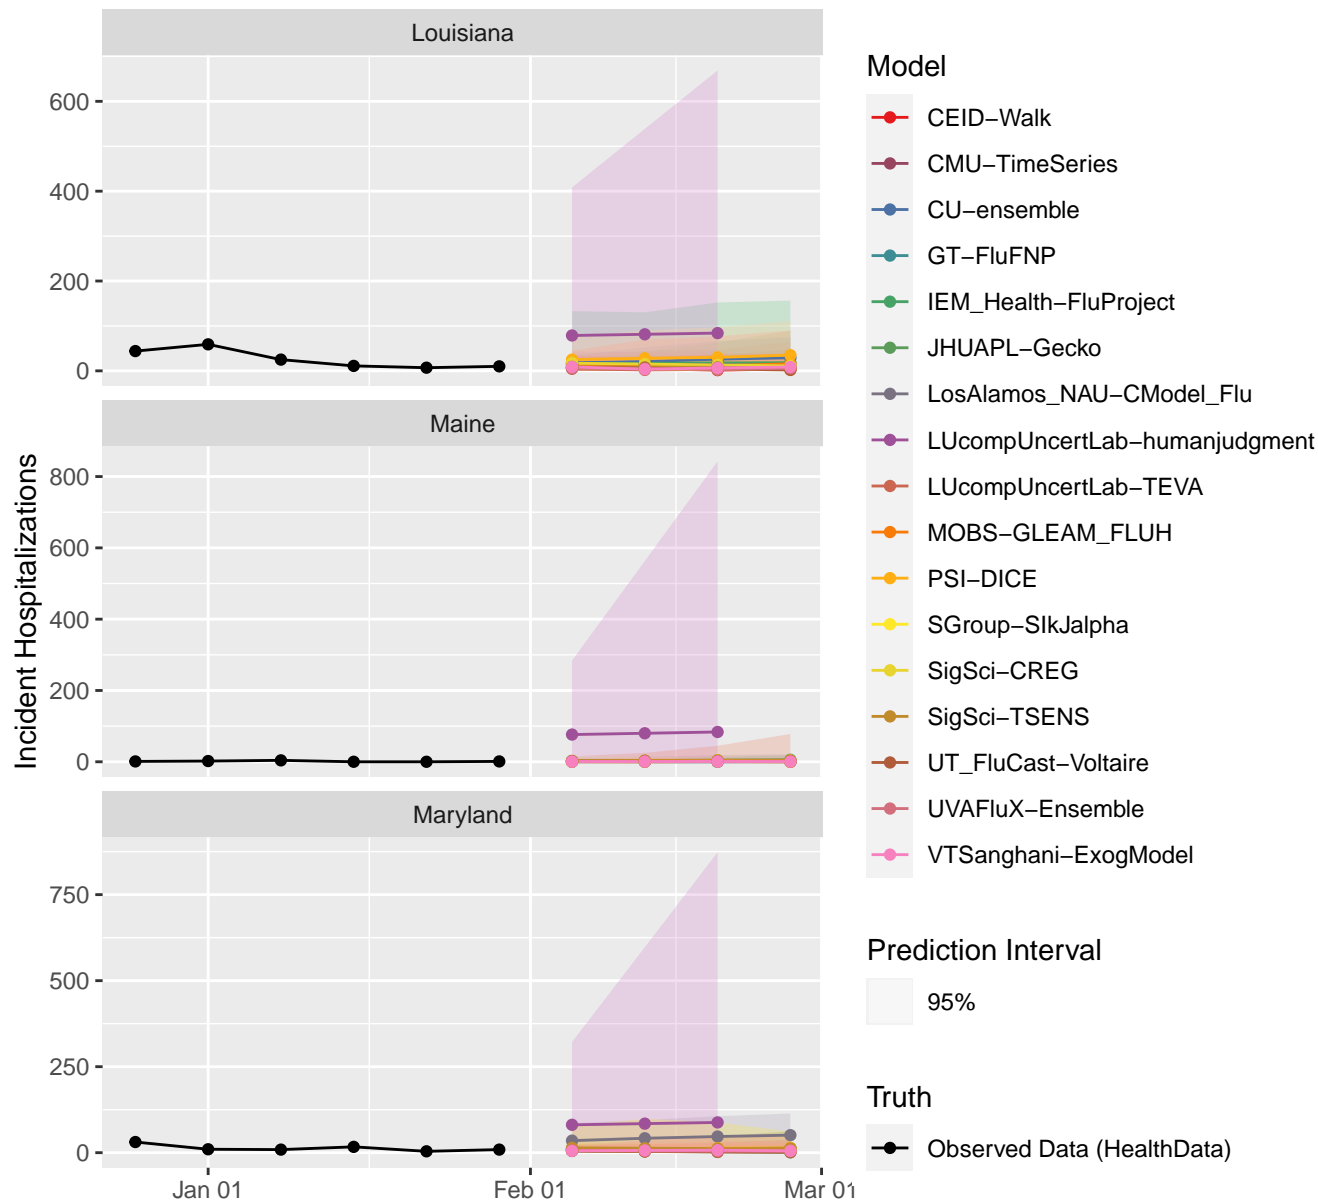 Louisiana
600
400
200
0
Maine
800
600
400
200
0
Maryland
750
500
250
0
Jan 01
Feb 01
Mar 01
Incident Hospitalizations
Model
CEID−Walk
CMU−TimeSeries
CU−ensemble
GT−FluFNP
IEM_Health−FluProject
JHUAPL−Gecko
LosAlamos_NAU−CModel_Flu
LUcompUncertLab−humanjudgment
LUcompUncertLab−TEVA
MOBS−GLEAM_FLUH
PSI−DICE
SGroup−SIkJalpha
SigSci−CREG
SigSci−TSENS
UT_FluCast−Voltaire
UVAFluX−Ensemble
VTSanghani−ExogModel
Prediction Interval
95%
Truth
Observed Data (HealthData)